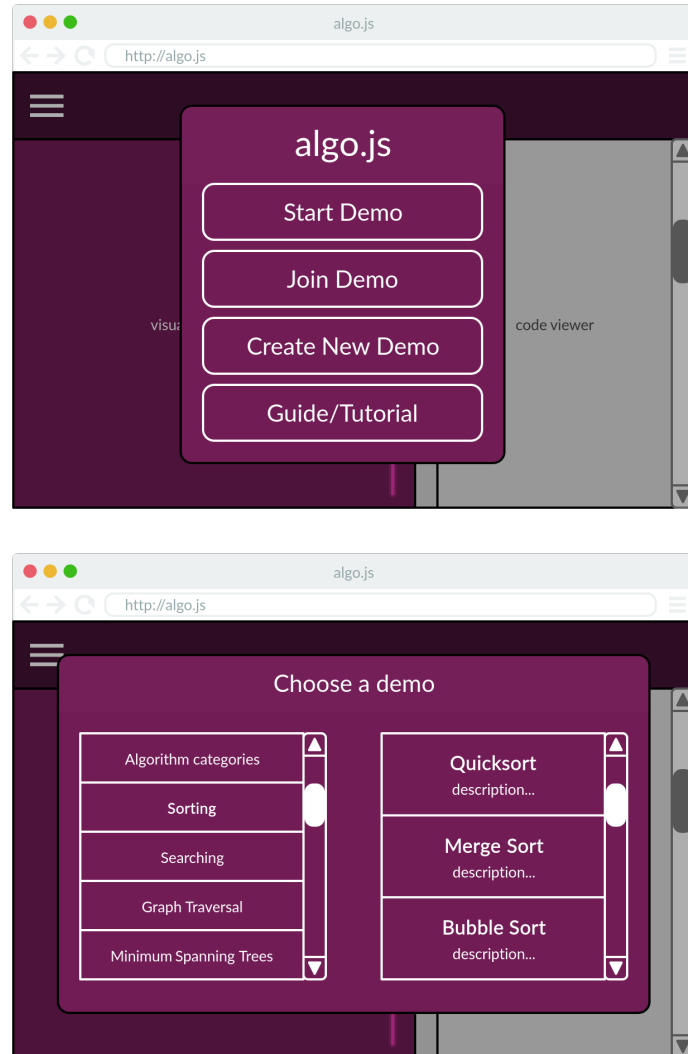 algo.js
http://algo.js
algo.js
Start Demo
Join Demo
Create New Demo
Guide/Tutorial
code viewer
algo.js
http://algo.js
Choose a demo
Algorithm categories
Sorting
Searching
Graph Traversal
Minimum Spanning Trees
Quicksort
description...
Merge Sort
description...
Bubble Sort
description...